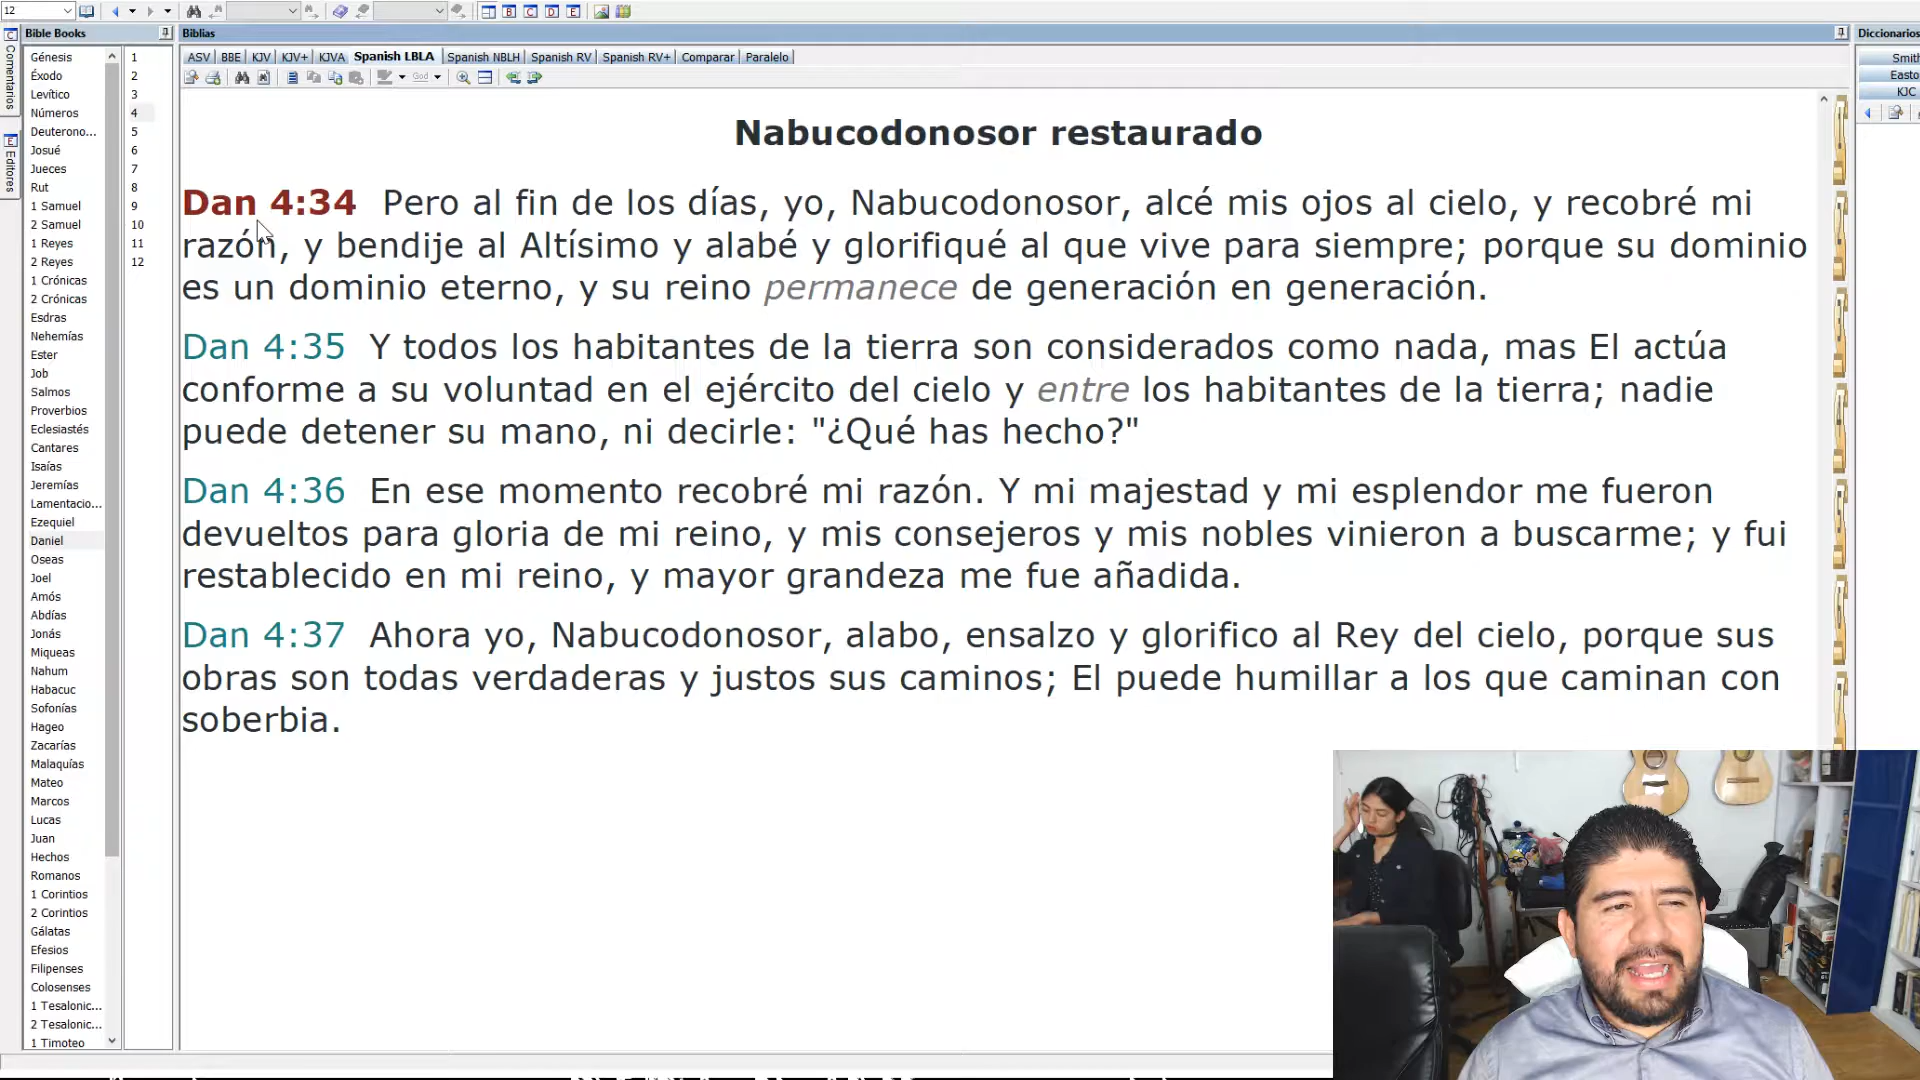 12
Bible Books
Biblias
Diccionarios
Comentarios
Editores
ASV BBE KJV KJV+ KJVA Spanish LBLA Spanish NBLH Spanish RV Spanish RV+ Comparar Paralelo
Génesis
Éxodo
Levítico
Números
Deuterono...
Josué
Jueces
Rut
1 Samuel
2 Samuel
1 Reyes
2 Reyes
1 Crónicas
2 Crónicas
Esdras
Nehemías
Ester
Job
Salmos
Proverbios
Eclesiastés
Cantares
Isaías
Jeremías
Lamentacio...
Ezequiel
Daniel
Oseas
Joel
Amós
Abdías
Jonás
Miqueas
Nahum
Habacuc
Sofonías
Hageo
Zacarías
Malaquías
Mateo
Marcos
Lucas
Juan
Hechos
Romanos
1 Corintios
2 Corintios
Gálatas
Efesios
Filipenses
Colosenses
1 Tesalonic...
2 Tesalonic...
1 Timoteo
1
2
3
4
5
6
7
8
9
10
11
12
Nabucodonosor restaurado
Dan 4:34 Pero al fin de los días, yo, Nabucodonosor, alcé mis ojos al cielo, y recobré mi
razón, y bendije al Altísimo y alabé y glorifiqué al que vive para siempre; porque su dominio
es un dominio eterno, y su reino permanece de generación en generación.
Dan 4:35 Y todos los habitantes de la tierra son considerados como nada, mas El actúa
conforme a su voluntad en el ejército del cielo y entre los habitantes de la tierra; nadie
puede detener su mano, ni decirle: "¿Qué has hecho?"
Dan 4:36 En ese momento recobré mi razón. Y mi majestad y mi esplendor me fueron
devueltos para gloria de mi reino, y mis consejeros y mis nobles vinieron a buscarme; y fui
restablecido en mi reino, y mayor grandeza me fue añadida.
Dan 4:37 Ahora yo, Nabucodonosor, alabo, ensalzo y glorifico al Rey del cielo, porque sus
obras son todas verdaderas y justos sus caminos; El puede humillar a los que caminan con
soberbia.
Smith
Easto
KJC